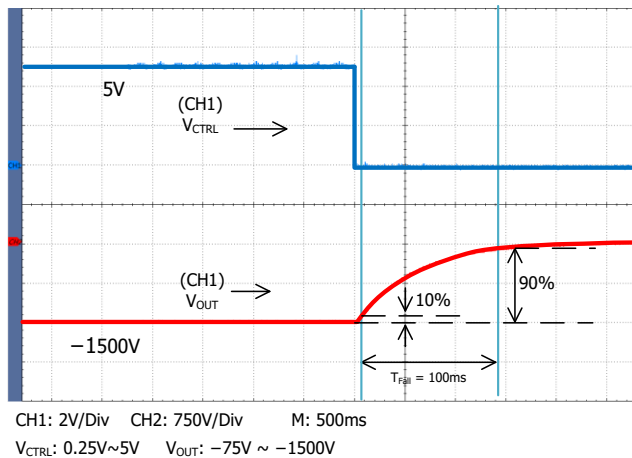 5V
(CH1)
VCTRL
(CH1)
VOUT
10%
90%
−1500V
TFall = 100ms
CH1: 2V/Div CH2: 750V/Div M: 500ms
VCTRL: 0.25V~5V VOUT: −75V ~ −1500V